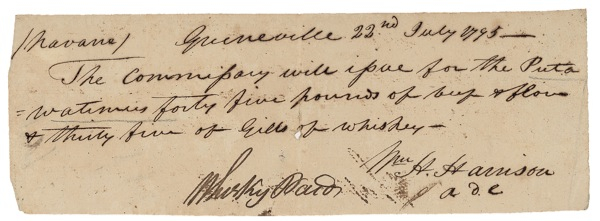 (Navarre) Greeneville 22nd July 1795 —
The Commissary will issue for the Puta
=watimies forty five pounds of beef & flour
& thirty five of Gills of whiskey —
Wm H. Harrison
a d c